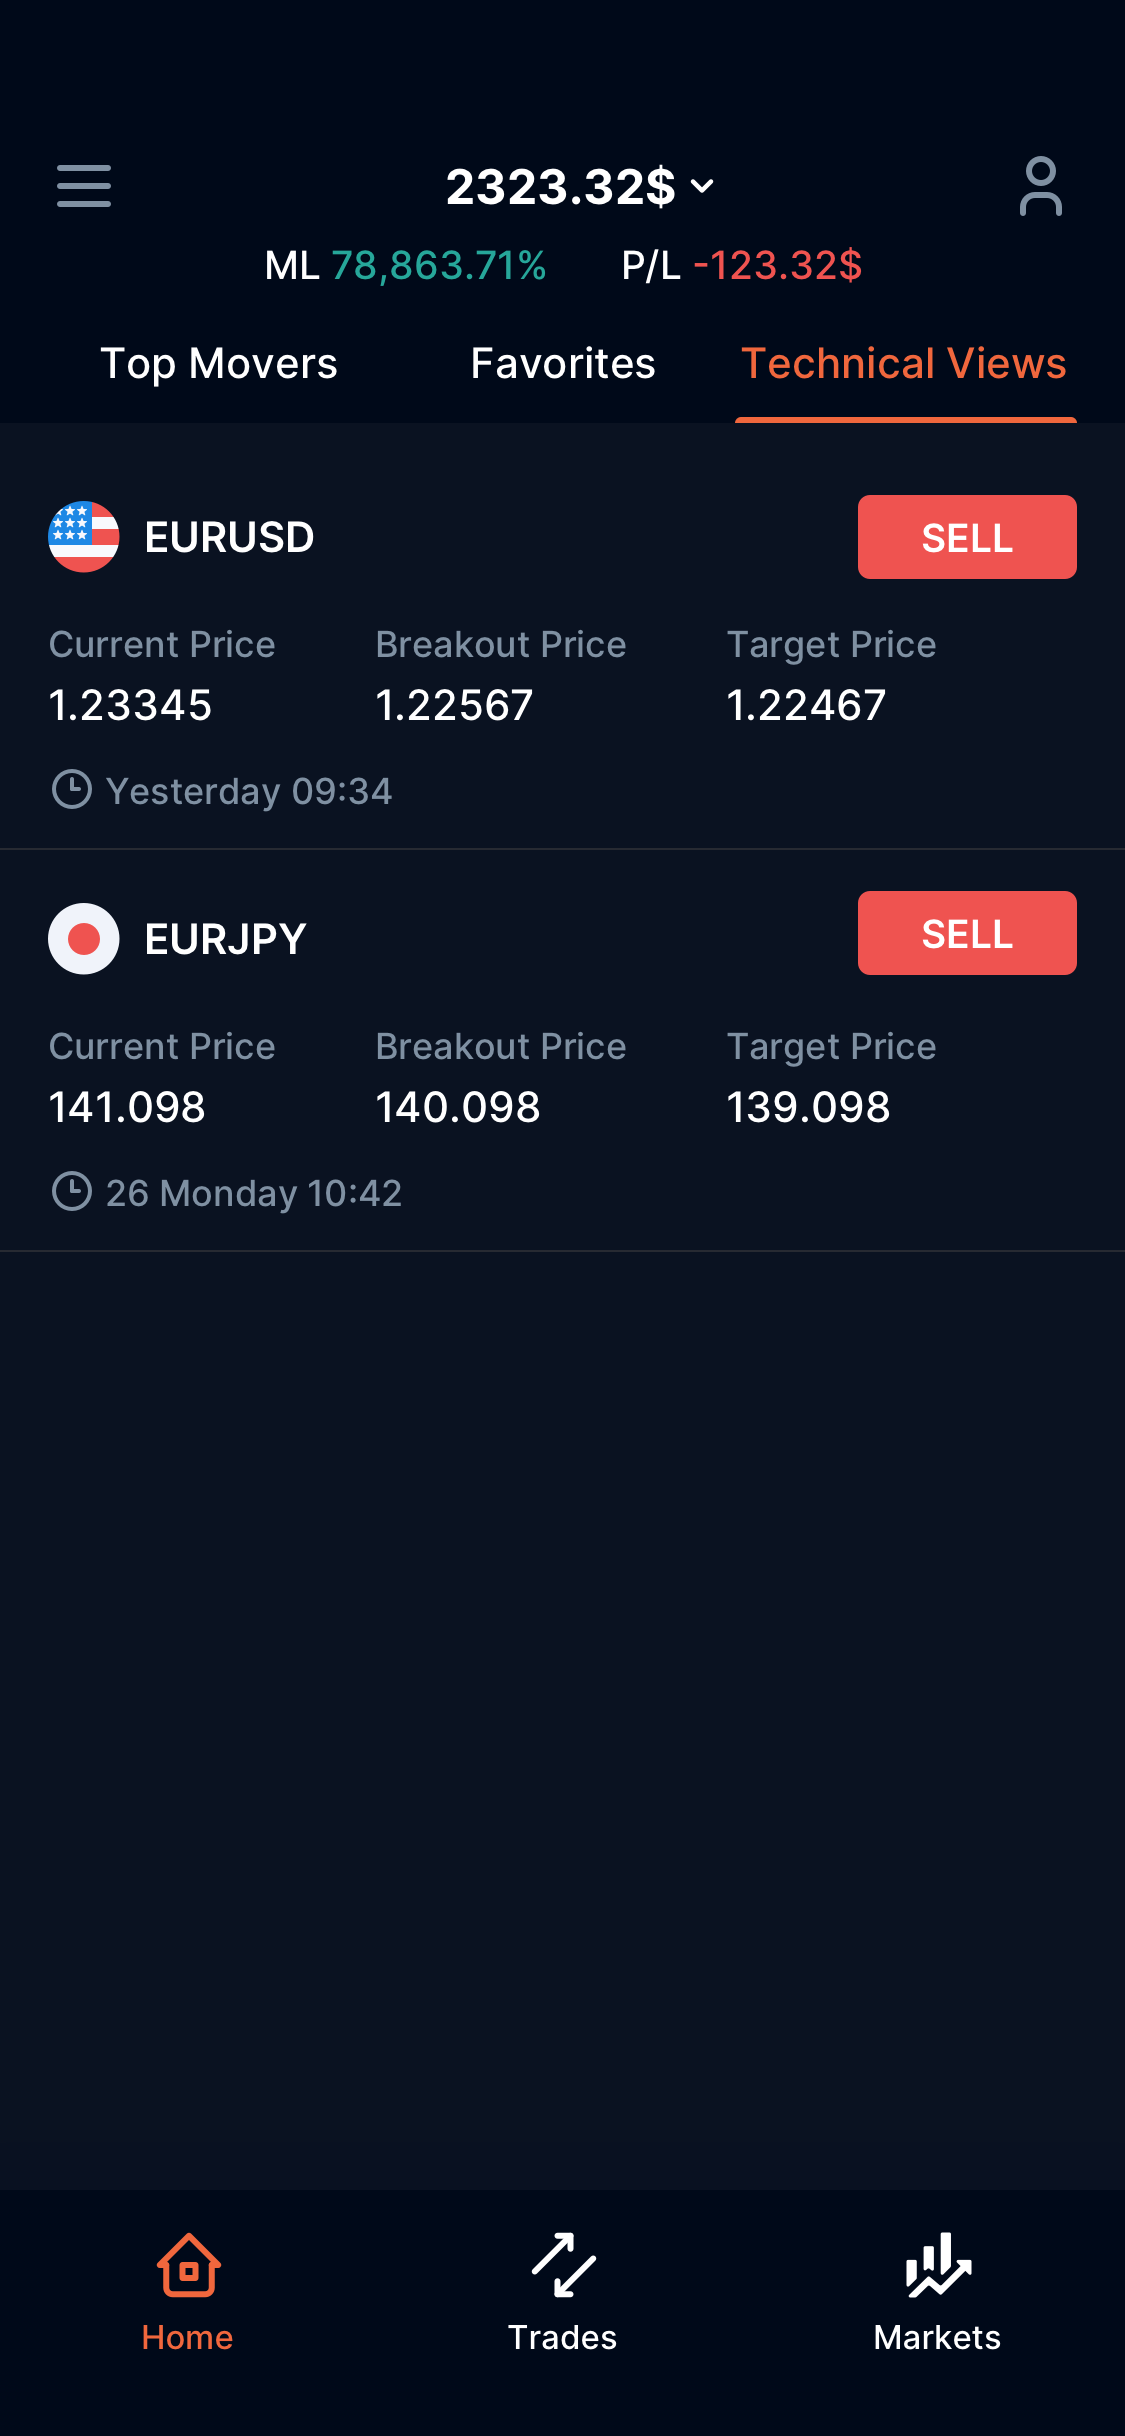 2323.32$
ML 78,863.71% P/L -123.32$
Top Movers Favorites Technical Views
EURUSD SELL
Current Price Breakout Price Target Price
1.23345 1.22567 1.22467
Yesterday 09:34
EURJPY SELL
Current Price Breakout Price Target Price
141.098 140.098 139.098
26 Monday 10:42
Home Trades Markets